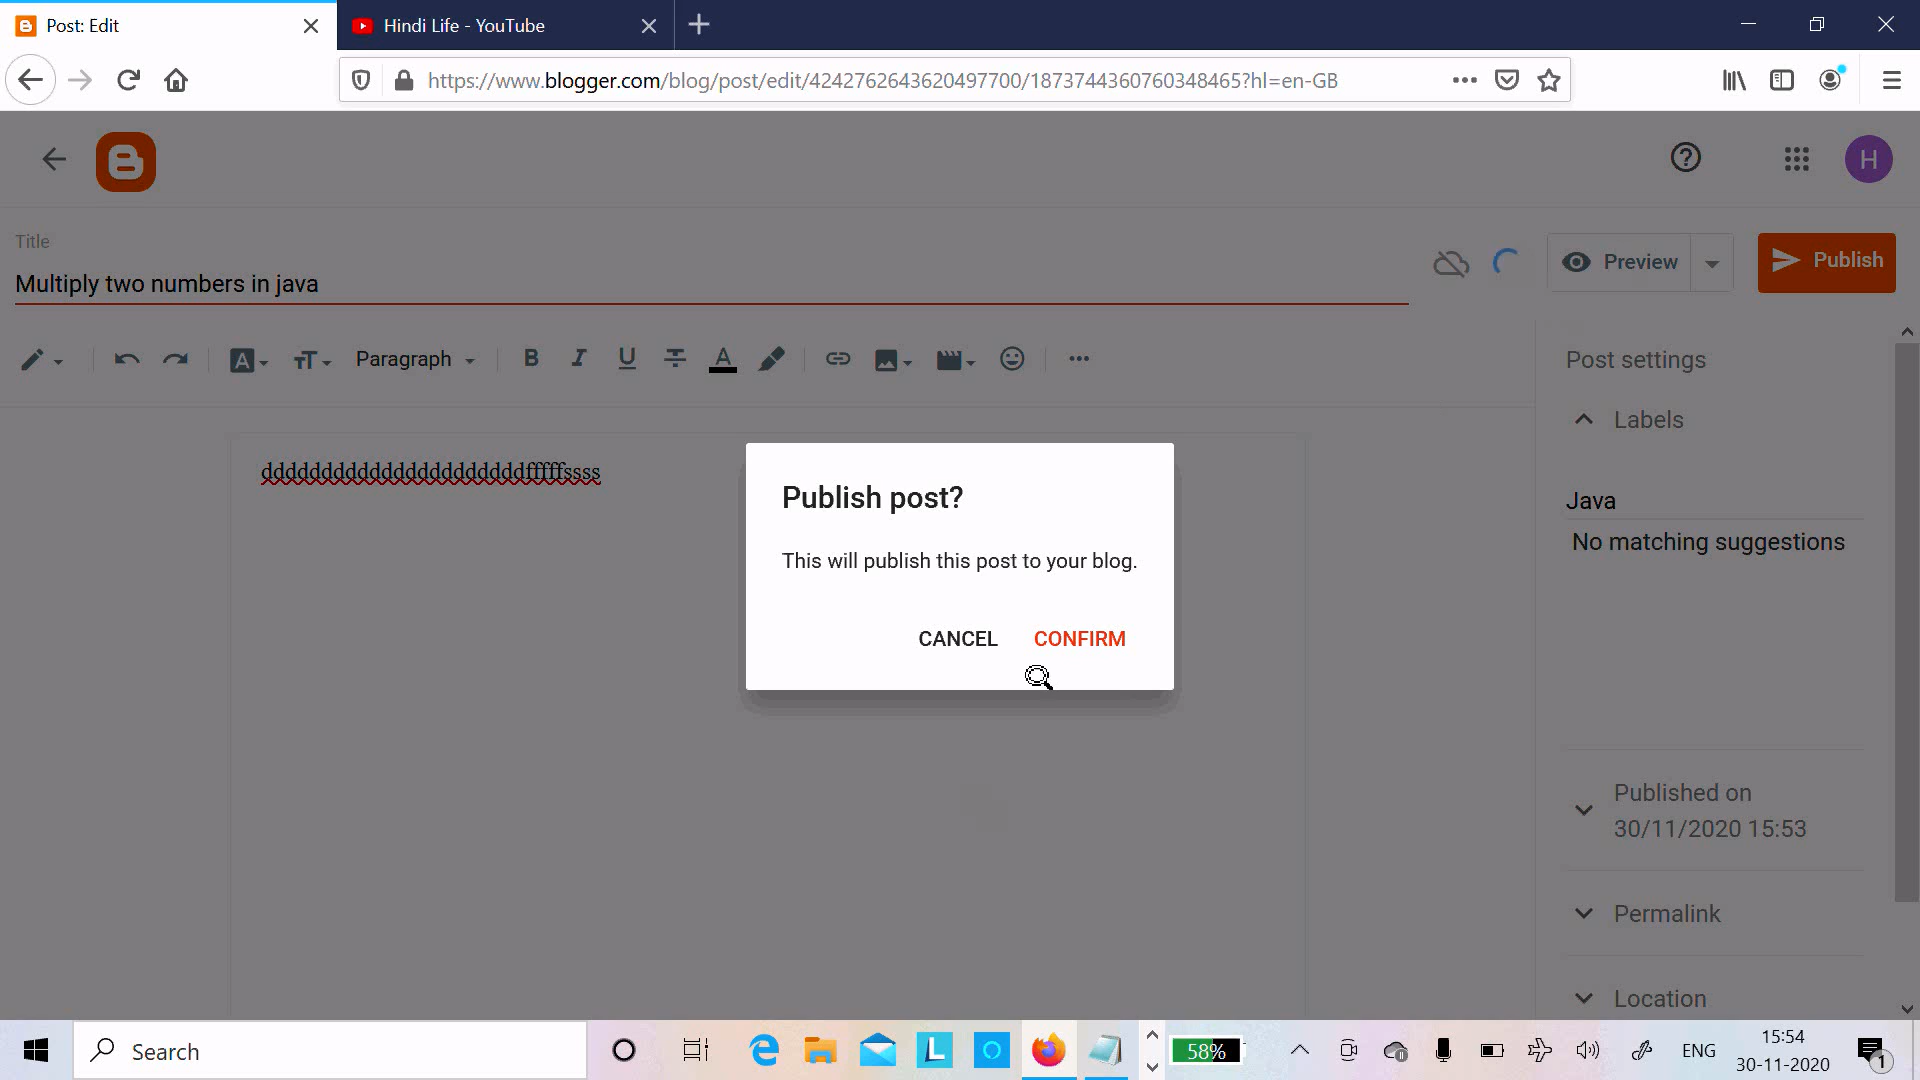 Post: Edit
Hindi Life - YouTube
https://www.blogger.com/blog/post/edit/4242762643620497700/1873744360760348465?hl=en-GB
H
Title
Multiply two numbers in java
Preview
Publish
Paragraph
B I U A
Post settings
Labels
dddddddddddddddddddddddfffffssss
Java
No matching suggestions
Publish post?
This will publish this post to your blog.
CANCEL CONFIRM
Published on
30/11/2020 15:53
Permalink
Location
Search
58%
ENG
15:54
30-11-2020
1